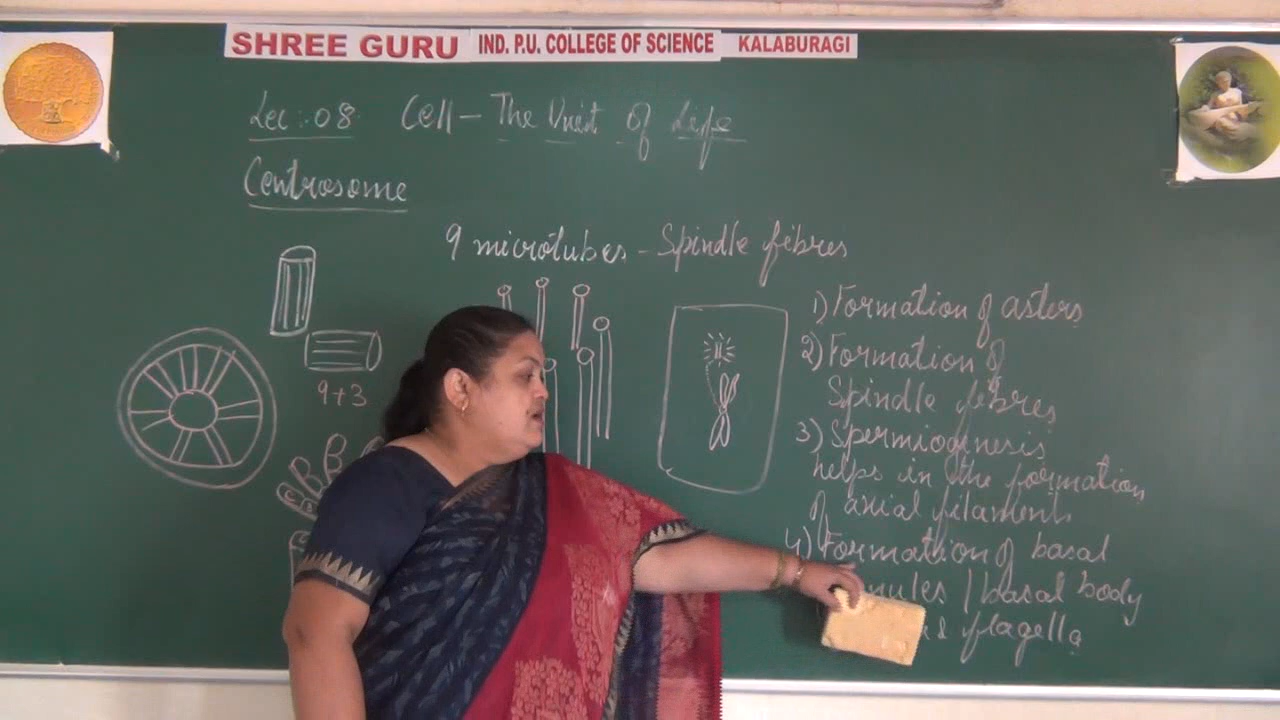 SHREE GURU IND. P.U. COLLEGE OF SCIENCE KALABURAGI
Lec:-08 Cell - The Unit of Life
Centrosome
9 microtubes - Spindle fibres
9+3
1) Formation of asters
2) Formation of
Spindle fibres
3) Spermiogenesis
helps in the formation
of axial filaments
4) Formation of basal
/ basal body
& flagella